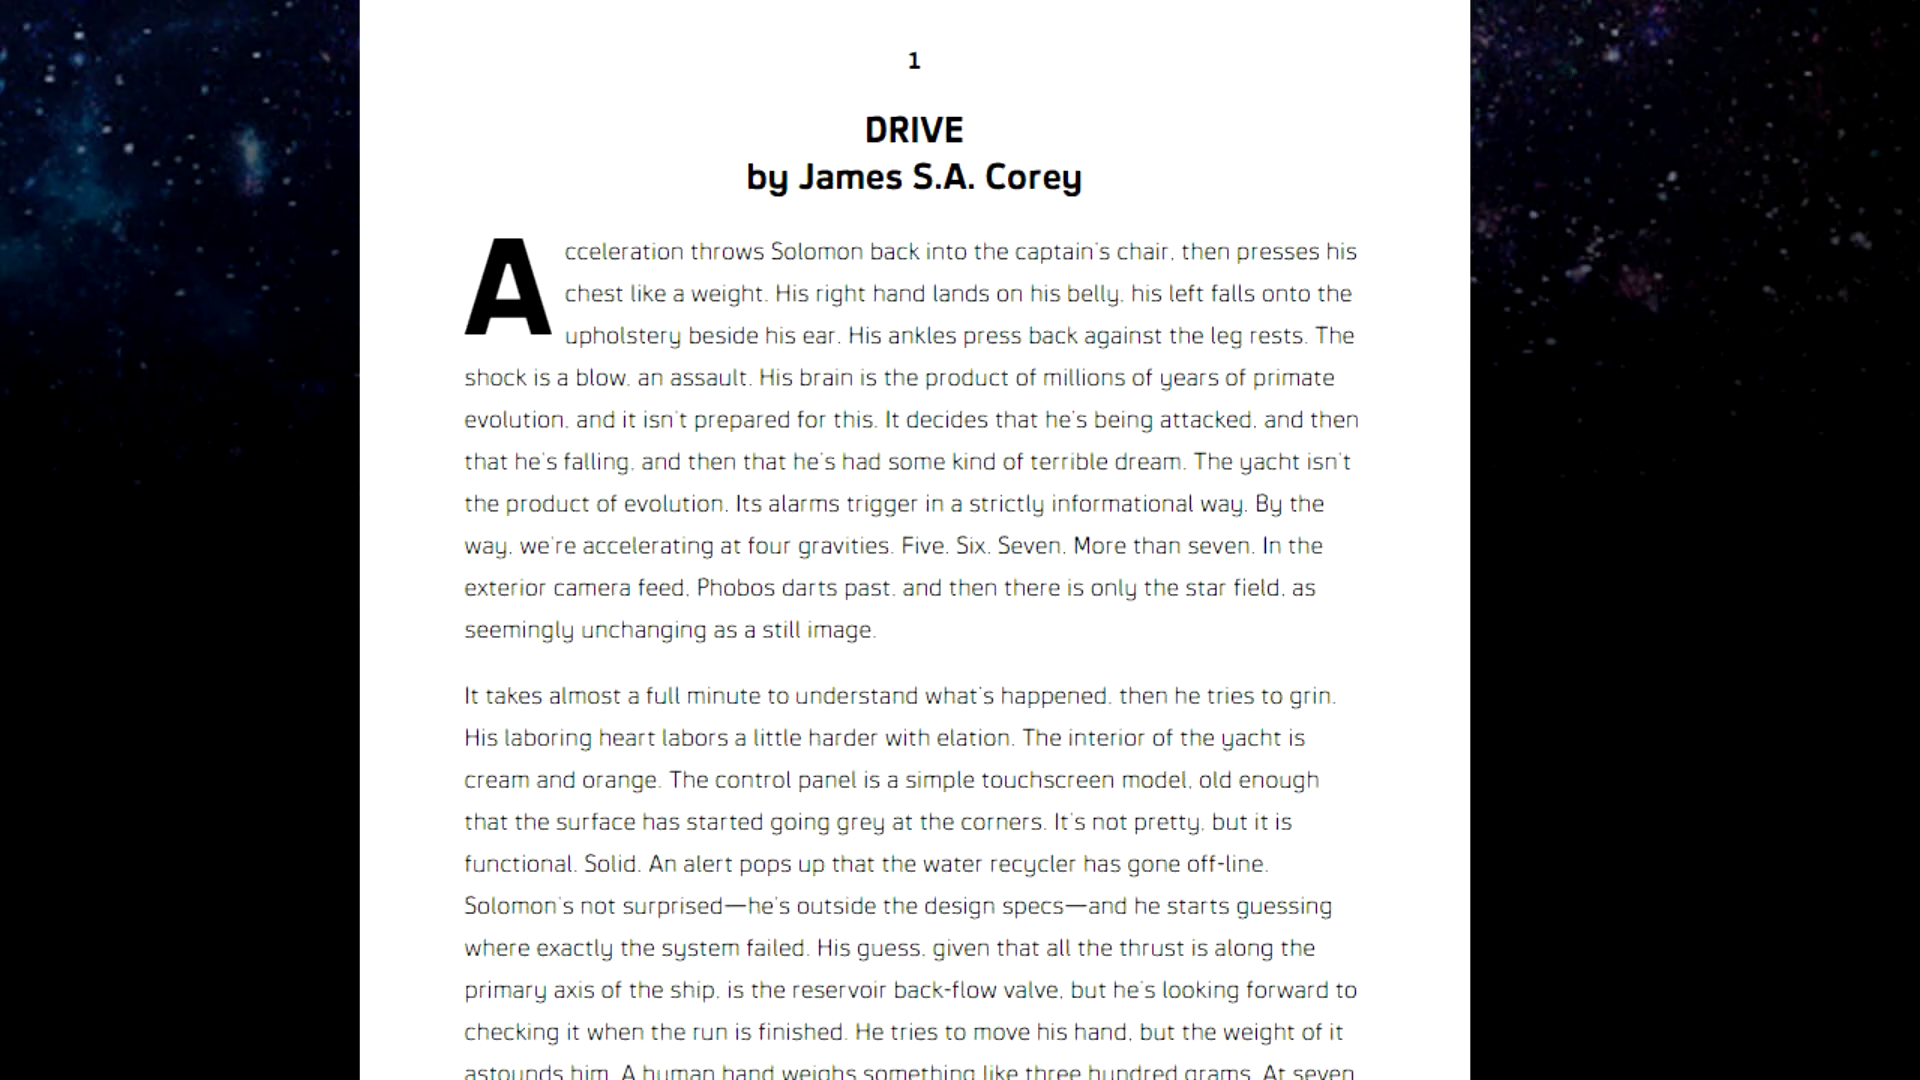 1
DRIVE
by James S.A. Corey
Acceleration throws Solomon back into the captain's chair, then presses his
chest like a weight. His right hand lands on his belly, his left falls onto the
upholstery beside his ear. His ankles press back against the leg rests. The
shock is a blow, an assault. His brain is the product of millions of years of primate
evolution, and it isn't prepared for this. It decides that he's being attacked, and then
that he's falling, and then that he's had some kind of terrible dream. The yacht isn't
the product of evolution. Its alarms trigger in a strictly informational way. By the
way, we're accelerating at four gravities. Five. Six. Seven. More than seven. In the
exterior camera feed, Phobos darts past, and then there is only the star field, as
seemingly unchanging as a still image.
It takes almost a full minute to understand what's happened, then he tries to grin.
His laboring heart labors a little harder with elation. The interior of the yacht is
cream and orange. The control panel is a simple touchscreen model, old enough
that the surface has started going grey at the corners. It's not pretty, but it is
functional. Solid. An alert pops up that the water recycler has gone off-line.
Solomon's not surprised—he's outside the design specs—and he starts guessing
where exactly the system failed. His guess, given that all the thrust is along the
primary axis of the ship, is the reservoir back-flow valve, but he's looking forward to
checking it when the run is finished. He tries to move his hand, but the weight of it
astounds him. A human hand weighs something like three hundred grams. At seven